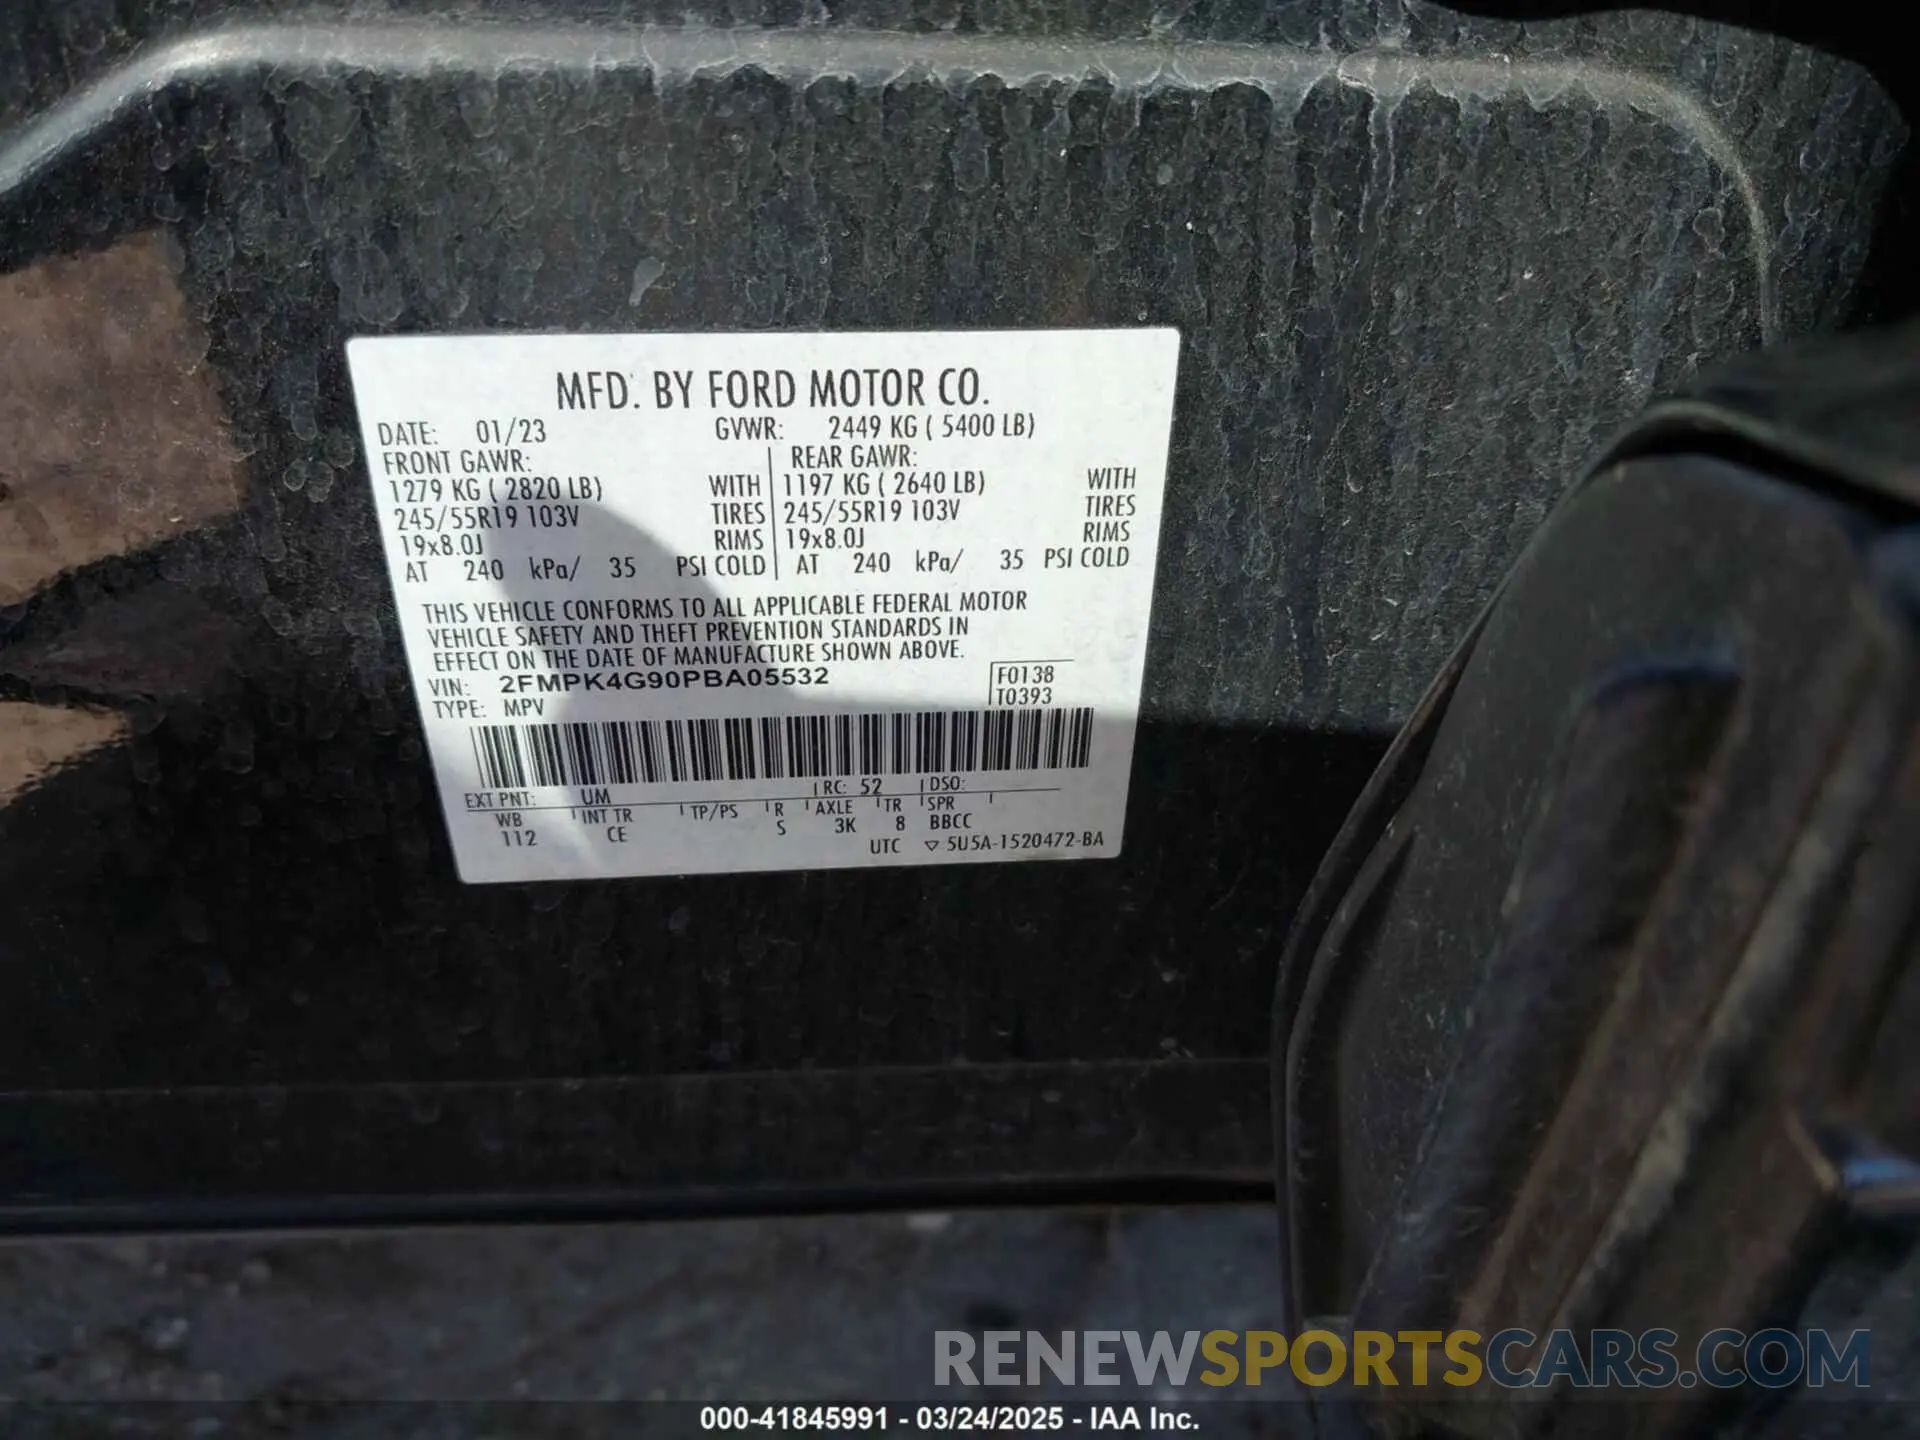 MFD. BY FORD MOTOR CO.
DATE: 01/23 GVWR: 2449 KG ( 5400 LB)
FRONT GAWR: REAR GAWR:
1279 KG ( 2820 LB) WITH 1197 KG ( 2640 LB) WITH
245/55R19 103V TIRES 245/55R19 103V TIRES
19x8.0J RIMS 19x8.0J RIMS
AT 240 kPa/ 35 PSI COLD AT 240 kPa/ 35 PSI COLD
THIS VEHICLE CONFORMS TO ALL APPLICABLE FEDERAL MOTOR
VEHICLE SAFETY AND THEFT PREVENTION STANDARDS IN
EFFECT ON THE DATE OF MANUFACTURE SHOWN ABOVE.
VIN: 2FMPK4G90PBA05532 F0138
TYPE: MPV T0393
EXT PNT: UM RC: 52 DSO:
WB INT TR TP/PS R AXLE TR SPR
112 CE S 3K 8 BBCC
UTC ▽ 5U5A-1520472-BA
RENEWSPORTSCARS.COM
000-41845991 - 03/24/2025 - IAA Inc.